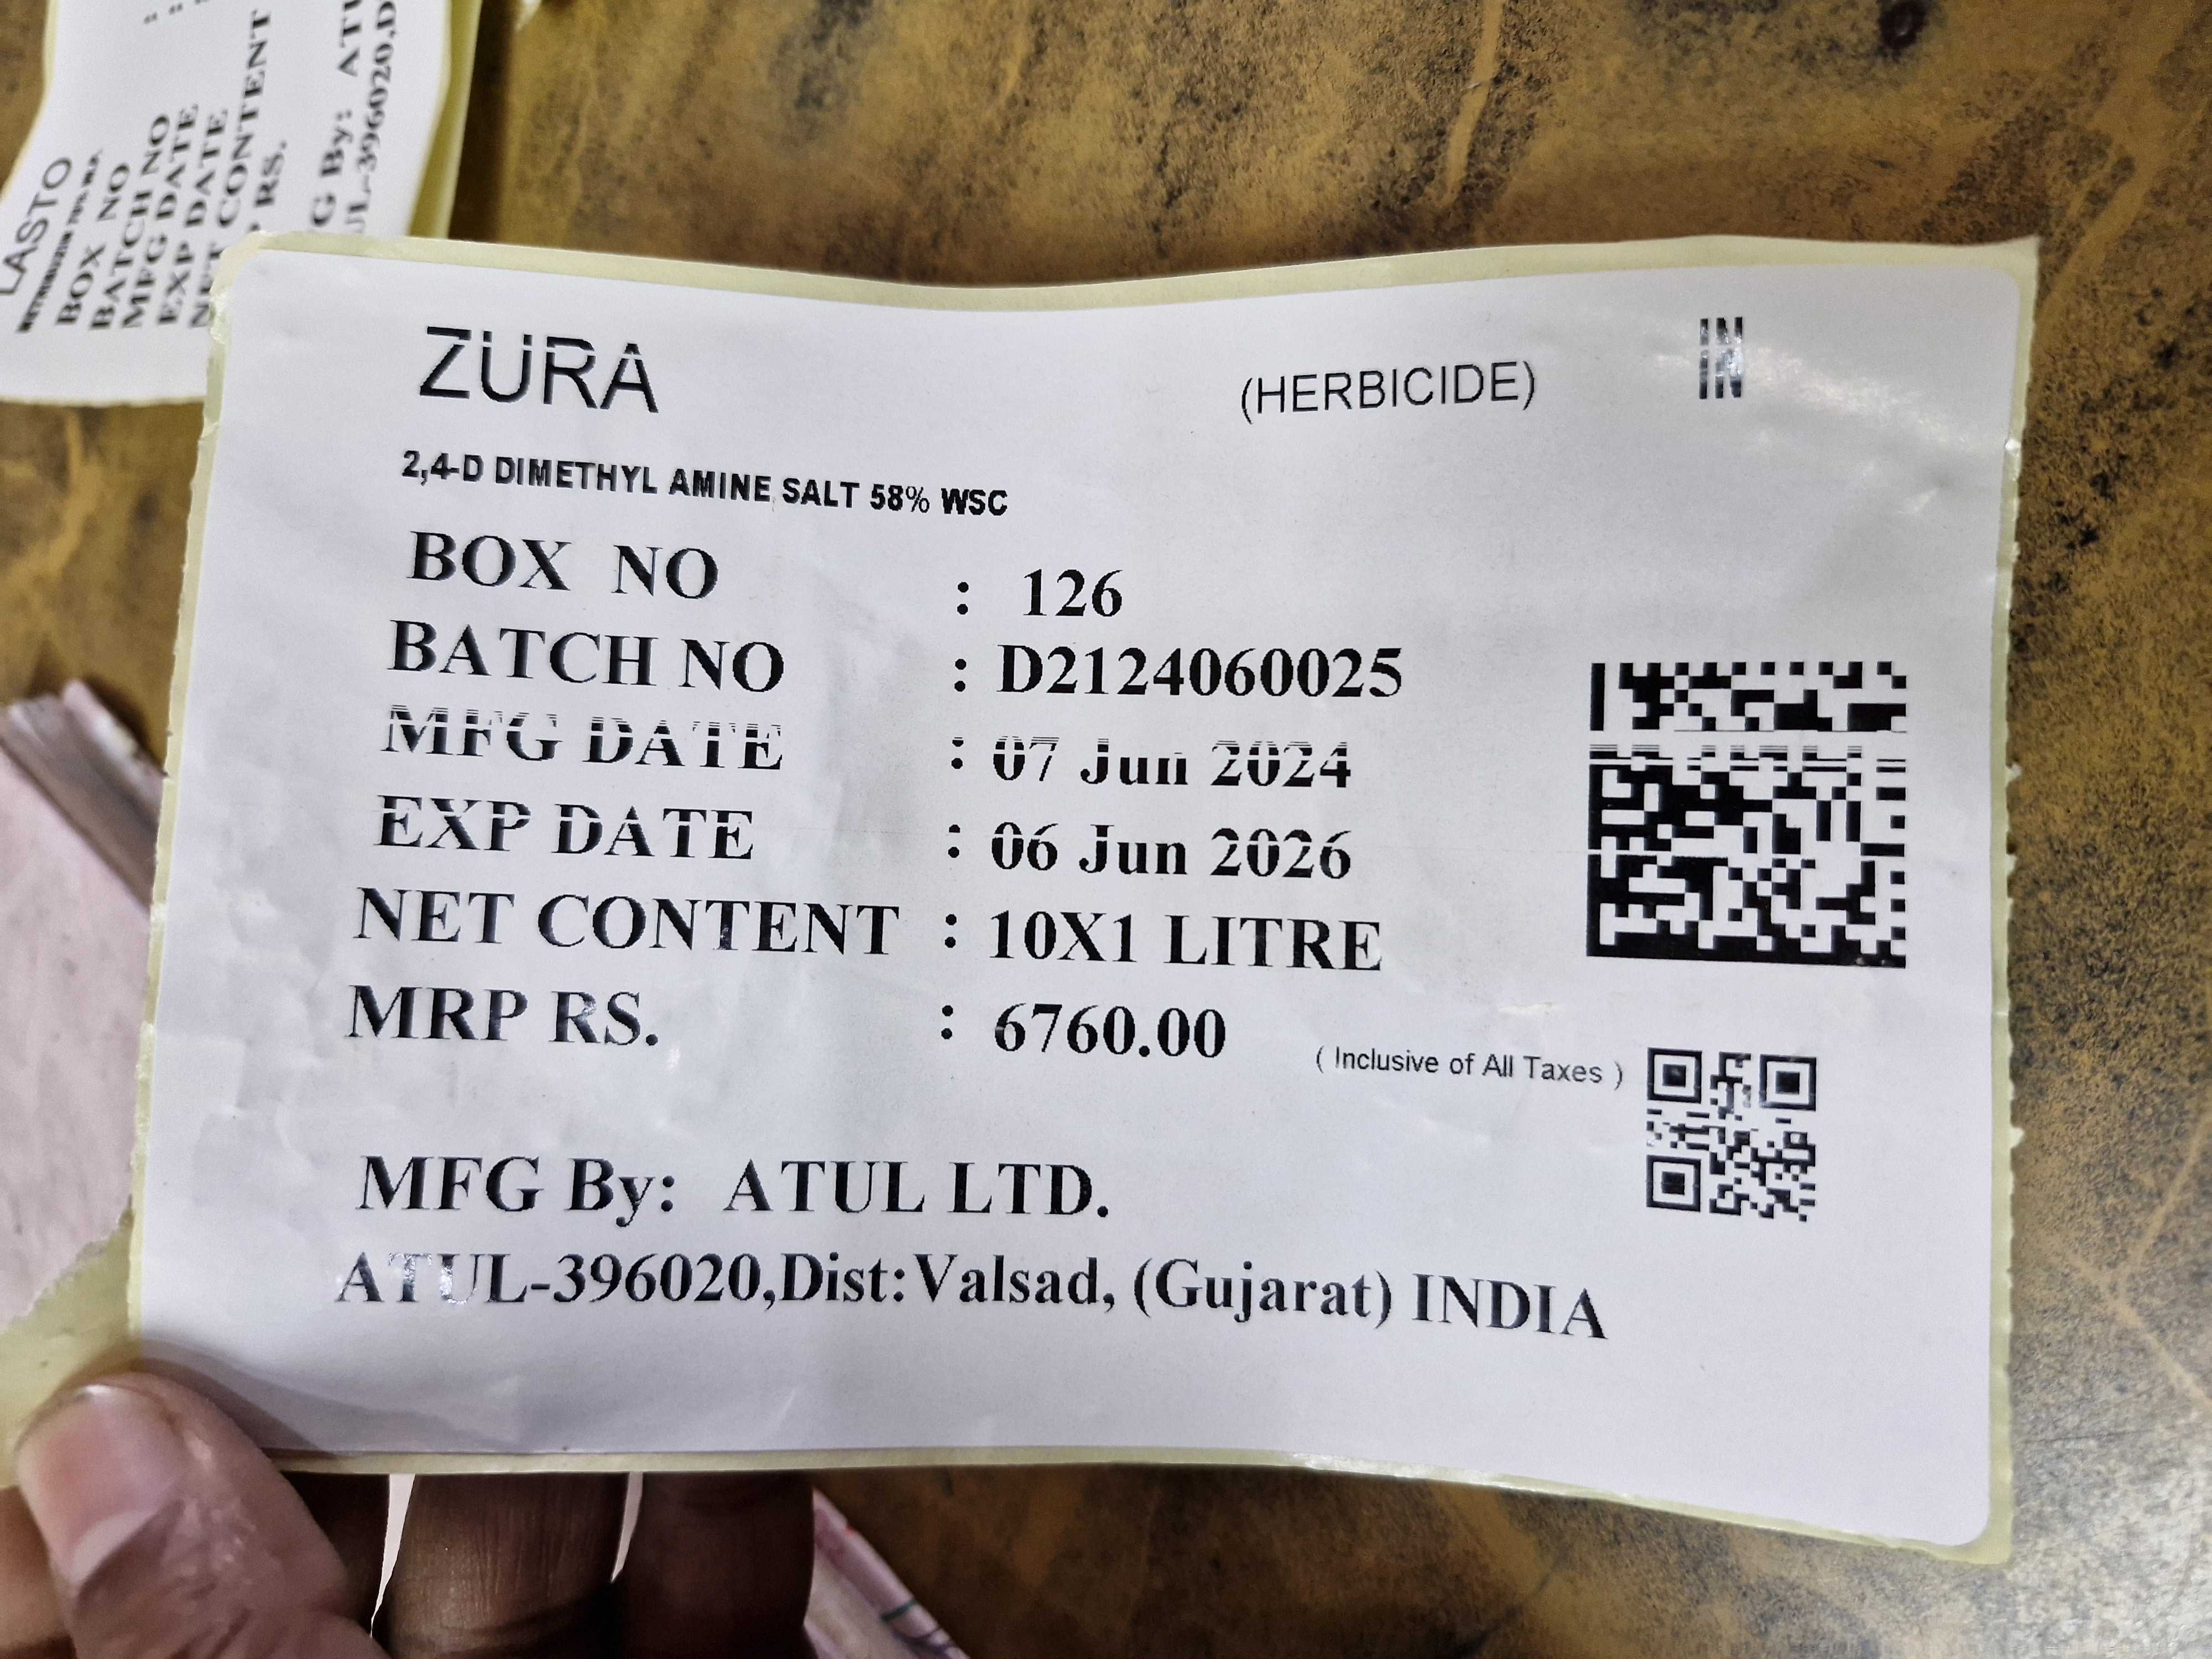 ZURA (HERBICIDE) IN
2,4-D DIMETHYL AMINE SALT 58% WSC
BOX NO : 126
BATCH NO : D2124060025
MFG DATE : 07 Jun 2024
EXP DATE : 06 Jun 2026
NET CONTENT : 10X1 LITRE
MRP RS. : 6760.00 ( Inclusive of All Taxes )
MFG By: ATUL LTD.
ATUL-396020,Dist:Valsad, (Gujarat) INDIA
LASTO
70% W.P.
BOX NO
BATCH NO :
MFG DATE :
EXP DATE :
NET CONTENT
RS.
G By: ATU
UL-396020,D